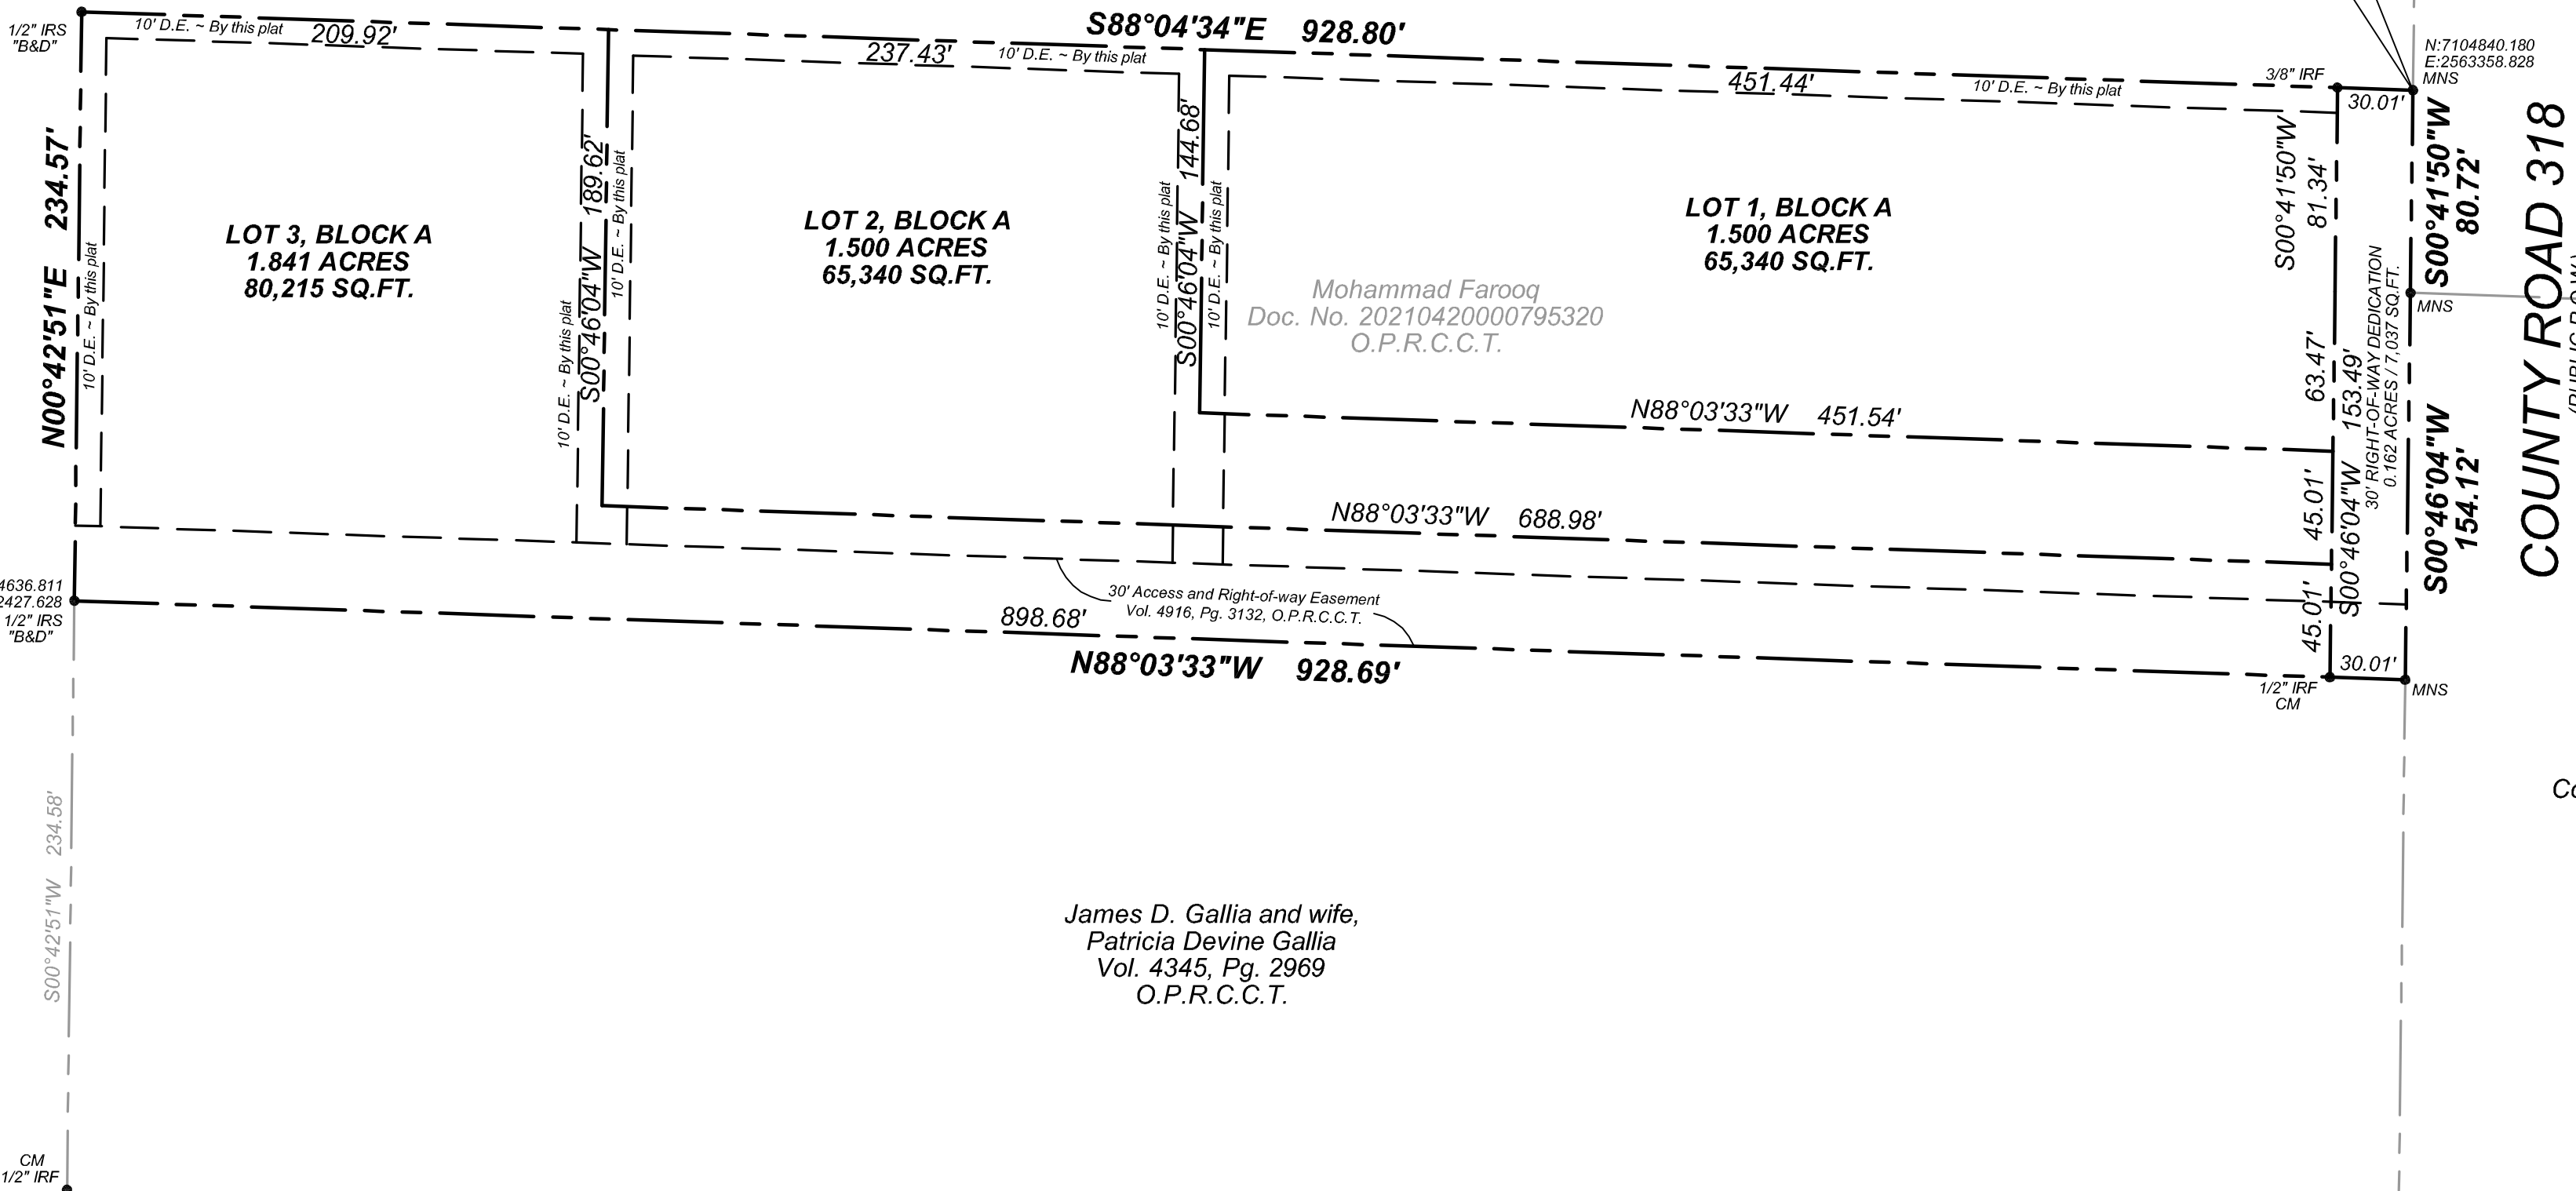 1/2" IRS
"B&D"
10' D.E. ~ By this plat
209.92'
S88°04'34"E 928.80'
237.43'
10' D.E. ~ By this plat
451.44'
10' D.E. ~ By this plat
3/8" IRF
30.01'
N:7104840.180
E:2563358.828
MNS
N00°42'51"E 234.57'
10' D.E. ~ By this plat
LOT 3, BLOCK A
1.841 ACRES
80,215 SQ.FT.
10' D.E. ~ By this plat
S00°46'04"W 189.62'
10' D.E. ~ By this plat
LOT 2, BLOCK A
1.500 ACRES
65,340 SQ.FT.
10' D.E. ~ By this plat
S00°46'04"W 144.68'
10' D.E. ~ By this plat
LOT 1, BLOCK A
1.500 ACRES
65,340 SQ.FT.
Mohammad Farooq
Doc. No. 20210420000795320
O.P.R.C.C.T.
S00°41'50"W
81.34'
63.47'
S00°46'04"W 153.49'
30' RIGHT-OF-WAY DEDICATION
0.162 ACRES / 7,037 SQ.FT.
S00°41'50"W
80.72'
MNS
COUNTY ROAD 318
S00°46'04"W
154.12'
N88°03'33"W 451.54'
45.01'
N88°03'33"W 688.98'
45.01'
4636.811
2427.628
1/2" IRS
"B&D"
30' Access and Right-of-way Easement
Vol. 4916, Pg. 3132, O.P.R.C.C.T.
898.68'
N88°03'33"W 928.69'
30.01'
1/2" IRF
CM
MNS
S00°42'51"W 234.58'
Co
James D. Gallia and wife,
Patricia Devine Gallia
Vol. 4345, Pg. 2969
O.P.R.C.C.T.
CM
1/2" IRF